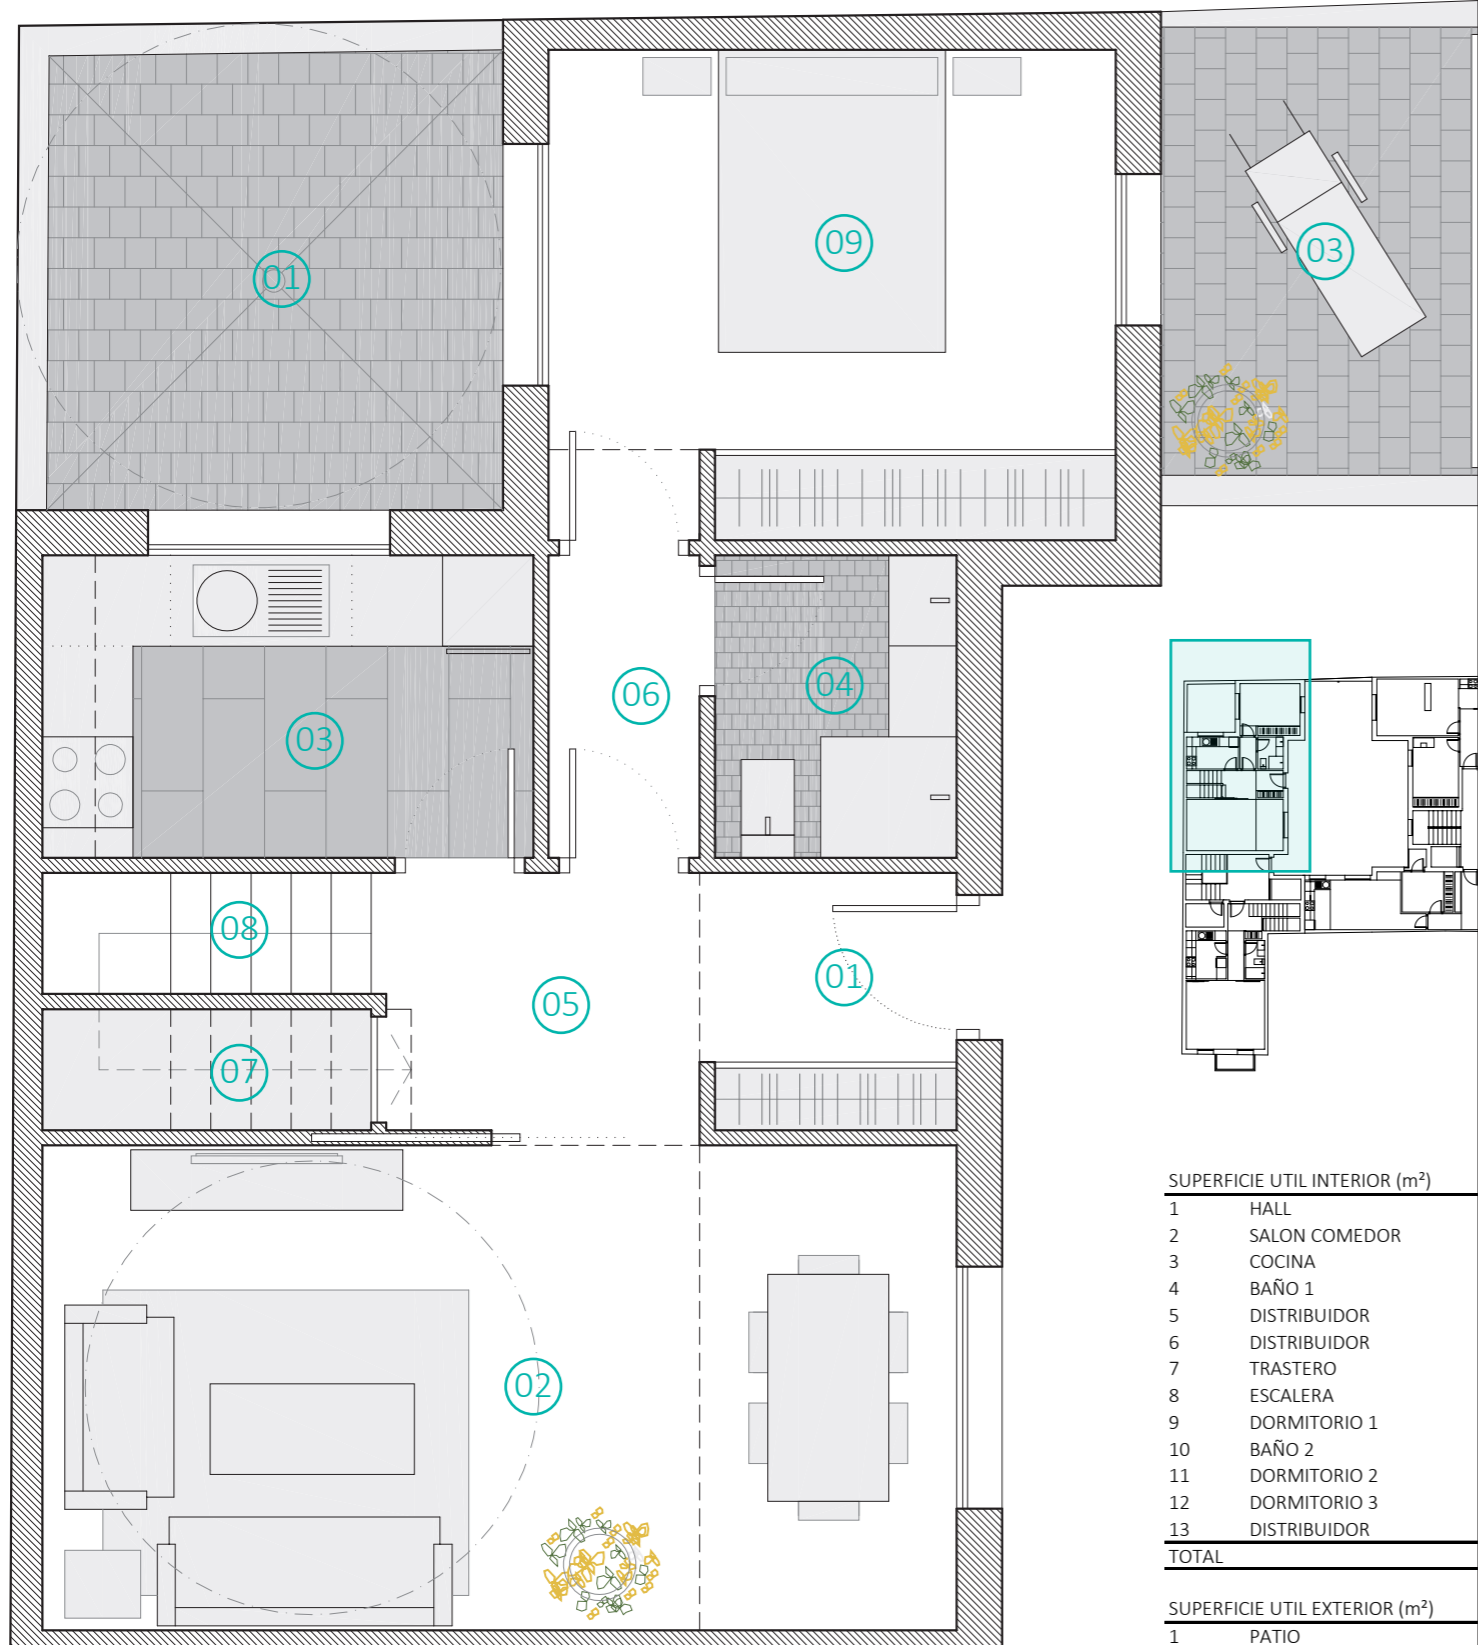 01
09
03
03
06
04
08
01
05
07
02
SUPERFICIE UTIL INTERIOR (m²)
1 HALL
2 SALON COMEDOR
3 COCINA
4 BAÑO 1
5 DISTRIBUIDOR
6 DISTRIBUIDOR
7 TRASTERO
8 ESCALERA
9 DORMITORIO 1
10 BAÑO 2
11 DORMITORIO 2
12 DORMITORIO 3
13 DISTRIBUIDOR
TOTAL
SUPERFICIE UTIL EXTERIOR (m²)
1 PATIO